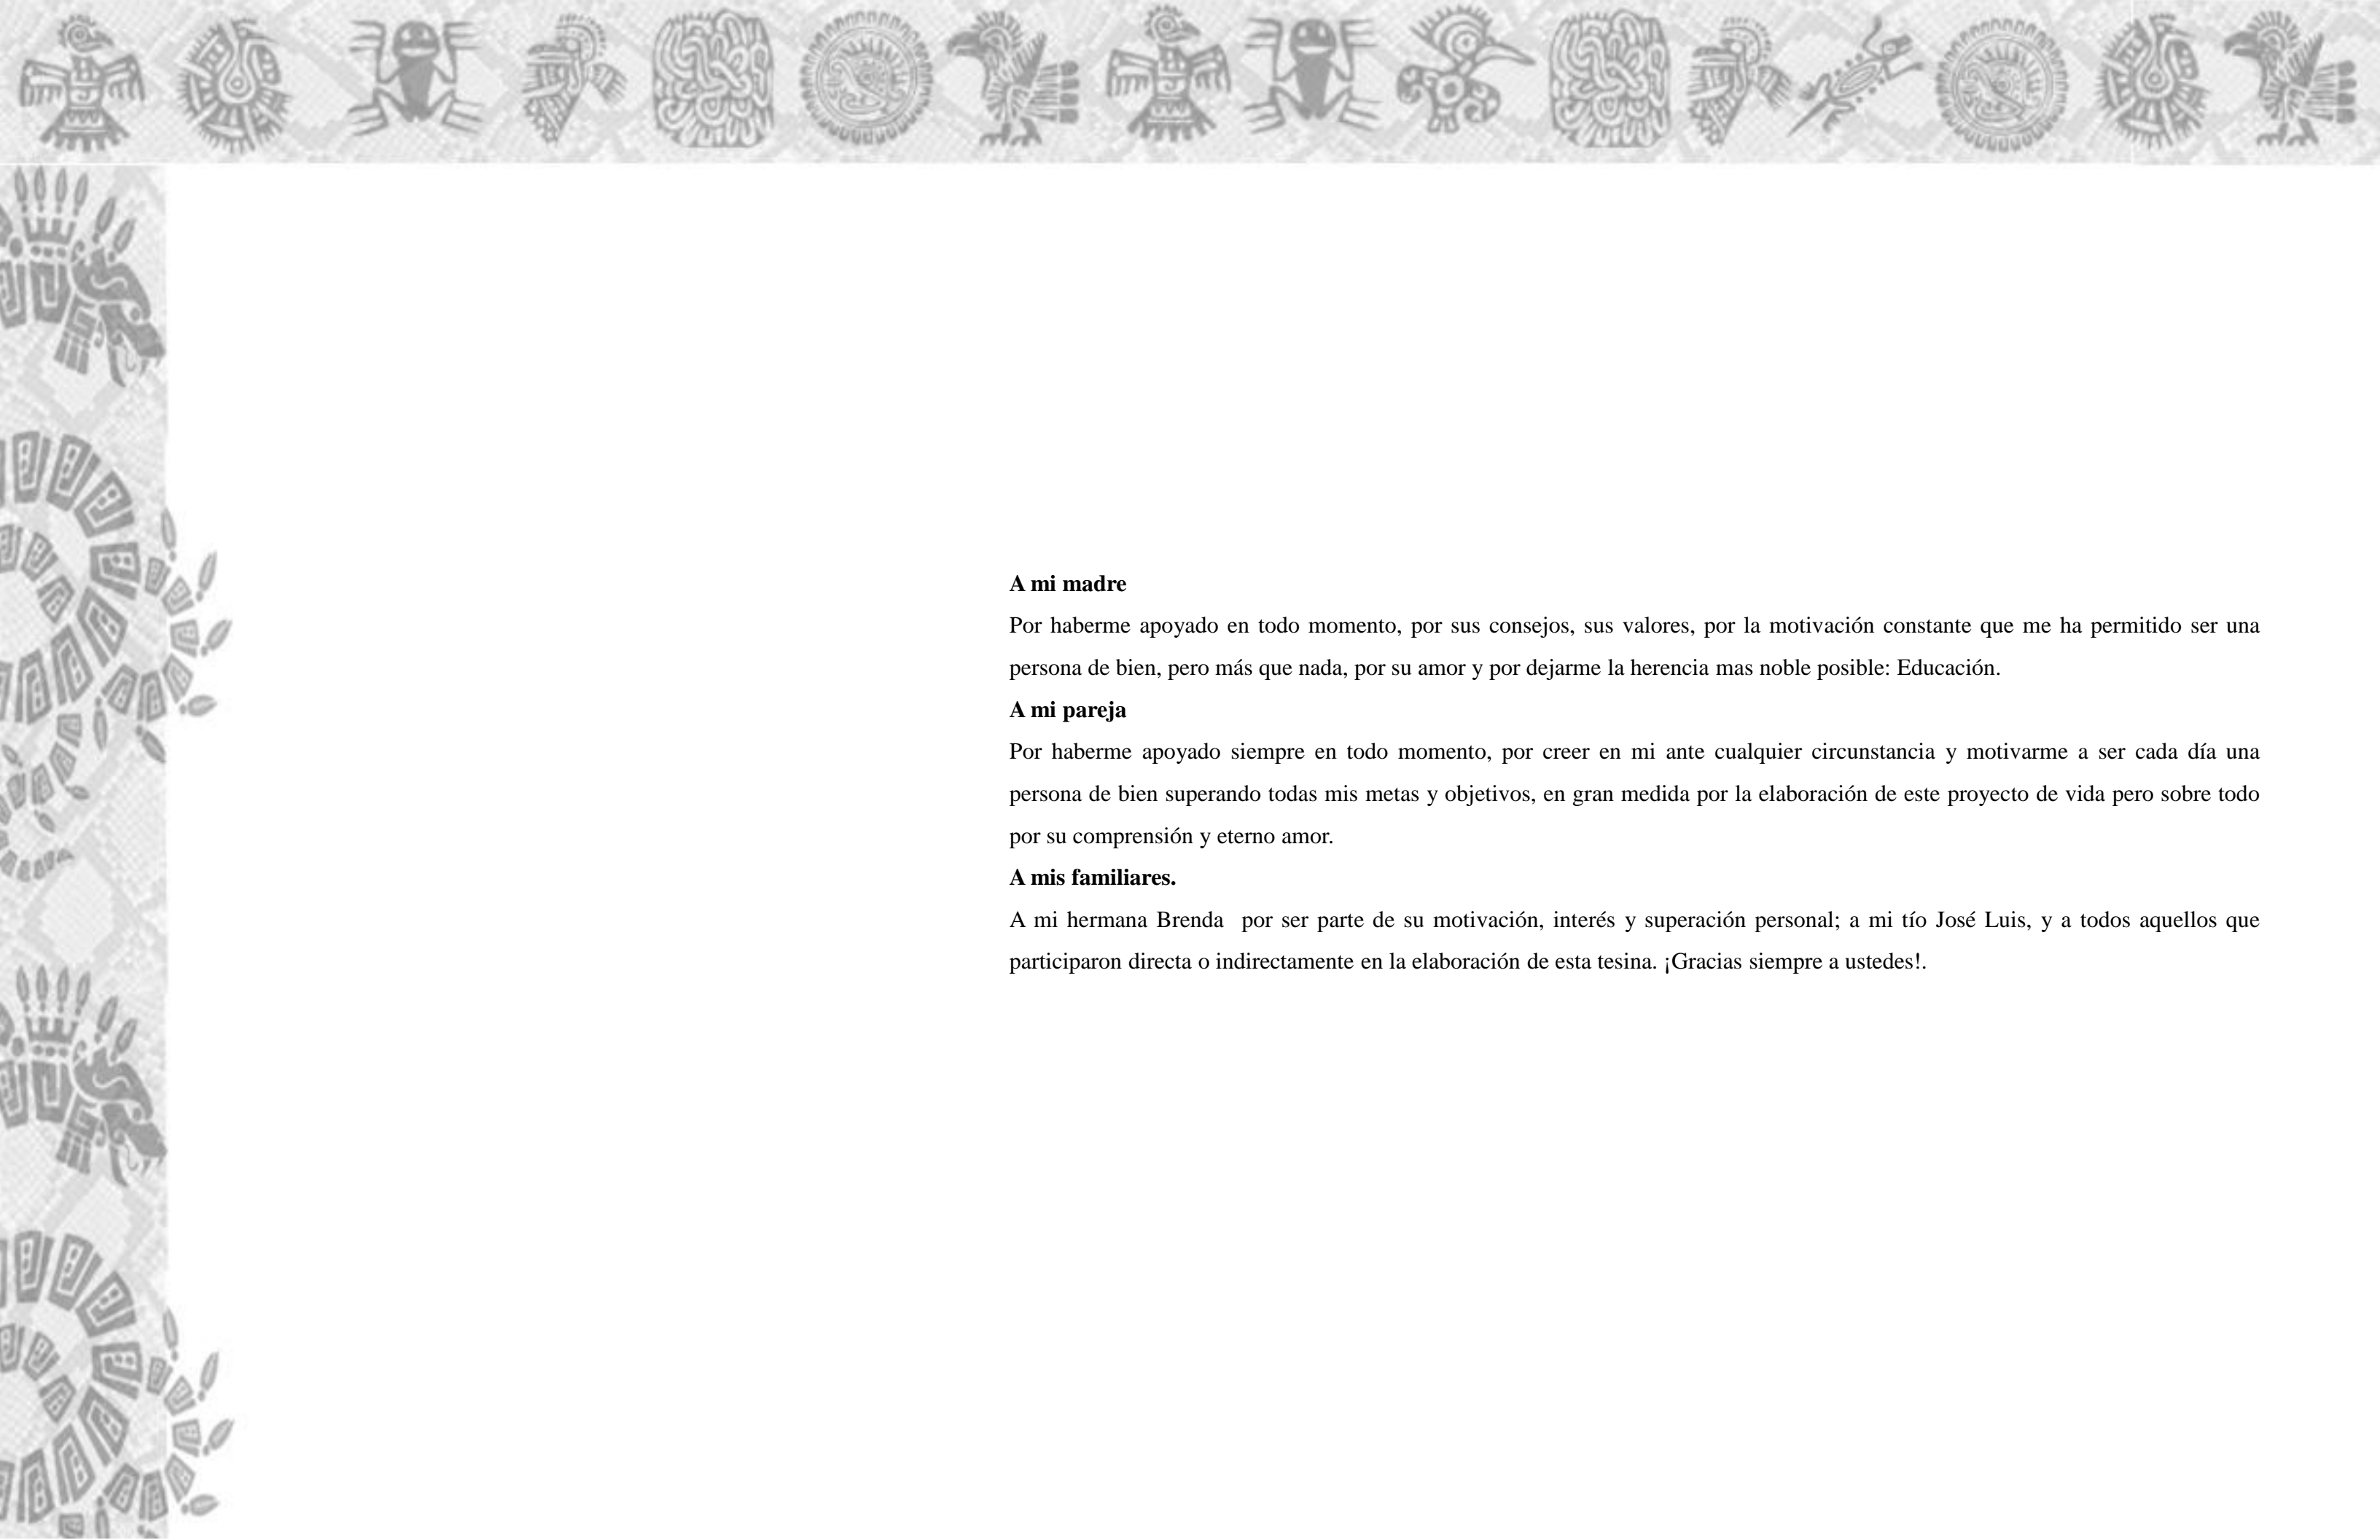 A mi madre
Por haberme apoyado en todo momento, por sus consejos, sus valores, por la motivación constante que me ha permitido ser una
persona de bien, pero más que nada, por su amor y por dejarme la herencia mas noble posible: Educación.
A mi pareja
Por haberme apoyado siempre en todo momento, por creer en mi ante cualquier circunstancia y motivarme a ser cada día una
persona de bien superando todas mis metas y objetivos, en gran medida por la elaboración de este proyecto de vida pero sobre todo
por su comprensión y eterno amor.
A mis familiares.
A mi hermana Brenda  por ser parte de su motivación, interés y superación personal; a mi tío José Luis, y a todos aquellos que
participaron directa o indirectamente en la elaboración de esta tesina. ¡Gracias siempre a ustedes!.